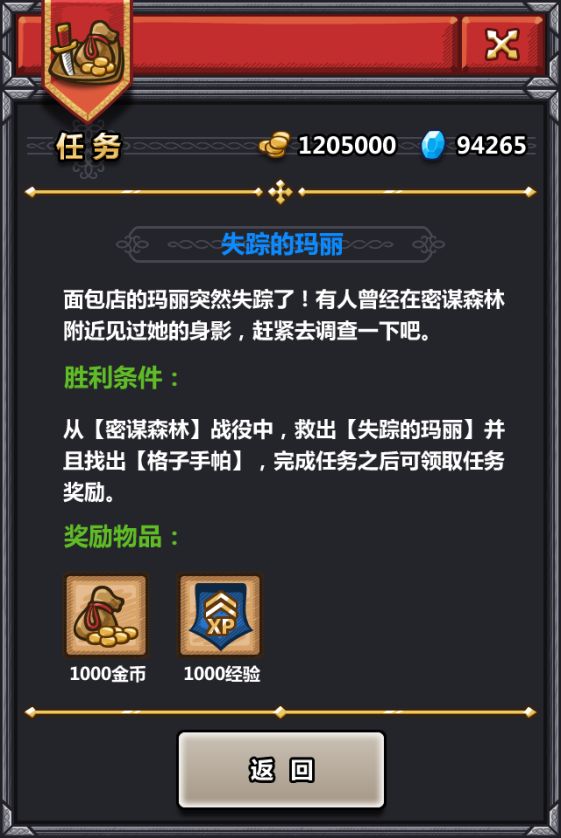 任务
1205000
94265
失踪的玛丽
面包店的玛丽突然失踪了！有人曾经在密谋森林
附近见过她的身影，赶紧去调查一下吧。
胜利条件：
从【密谋森林】战役中，救出【失踪的玛丽】并
且找出【格子手帕】，完成任务之后可领取任务
奖励。
奖励物品：
XP
1000金币 1000经验
返回